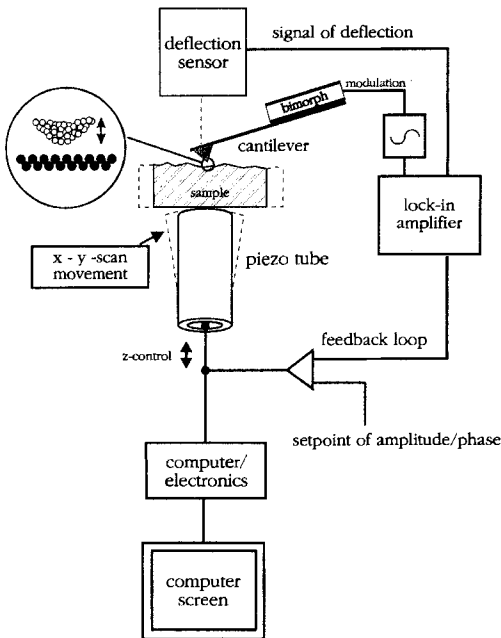 deflection
sensor
signal of deflection
modulation
bimorph
cantilever
sample
lock-in
amplifier
x - y -scan
movement
piezo tube
feedback loop
z-control
setpoint of amplitude/phase
computer/
electronics
computer
screen